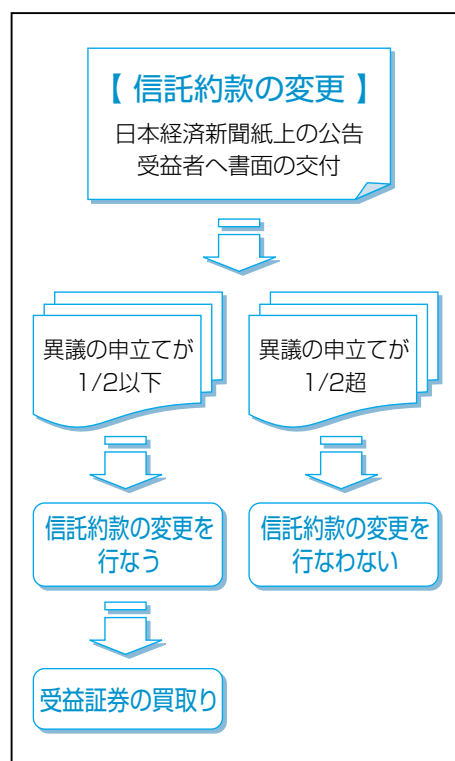 【 信託約款の変更 】
日本経済新聞紙上の公告
受益者へ書面の交付
異議の申立てが
1/2以下
異議の申立てが
1/2超
信託約款の変更を
行なう
信託約款の変更を
行なわない
受益証券の買取り